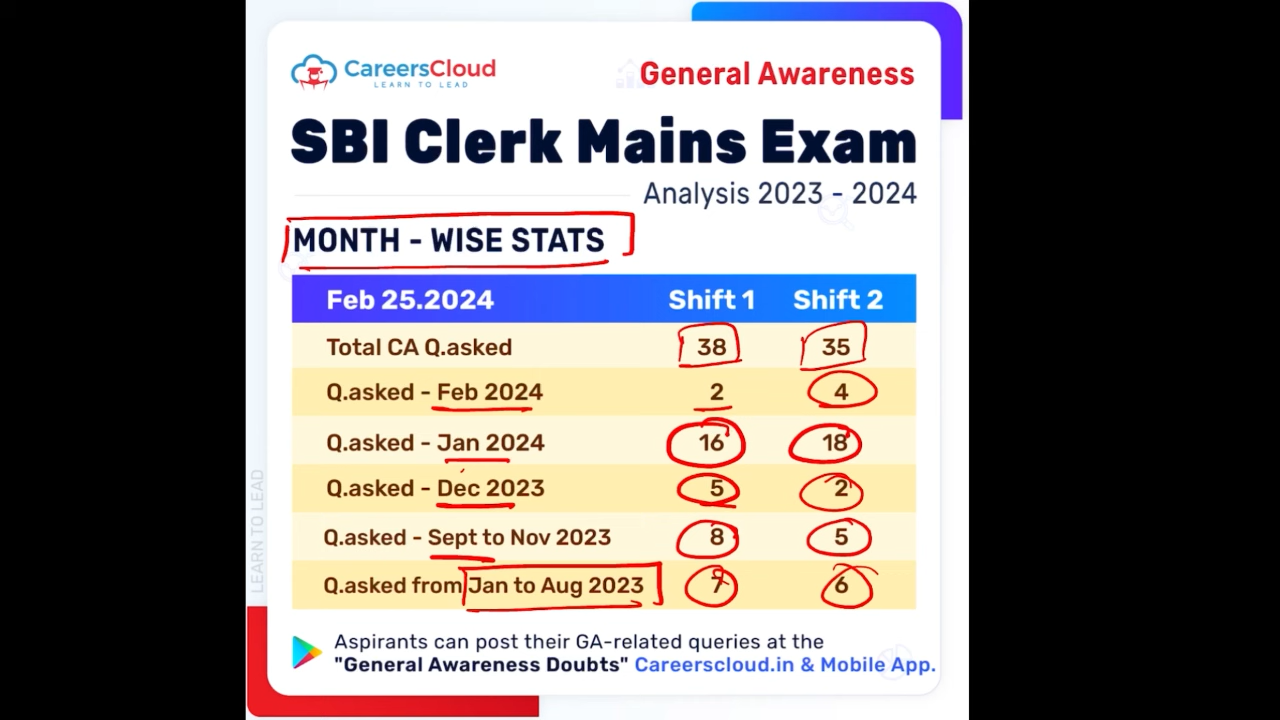 CareersCloud
LEARN TO LEAD
General Awareness
SBI Clerk Mains Exam
Analysis 2023 - 2024
MONTH - WISE STATS
Feb 25.2024 Shift 1 Shift 2
Total CA Q.asked 38 35
Q.asked - Feb 2024 2 4
Q.asked - Jan 2024 16 18
Q.asked - Dec 2023 5 2
Q.asked - Sept to Nov 2023 8 5
Q.asked from Jan to Aug 2023 7 6
LEARN TO LEAD
Aspirants can post their GA-related queries at the
"General Awareness Doubts" Careerscloud.in & Mobile App.